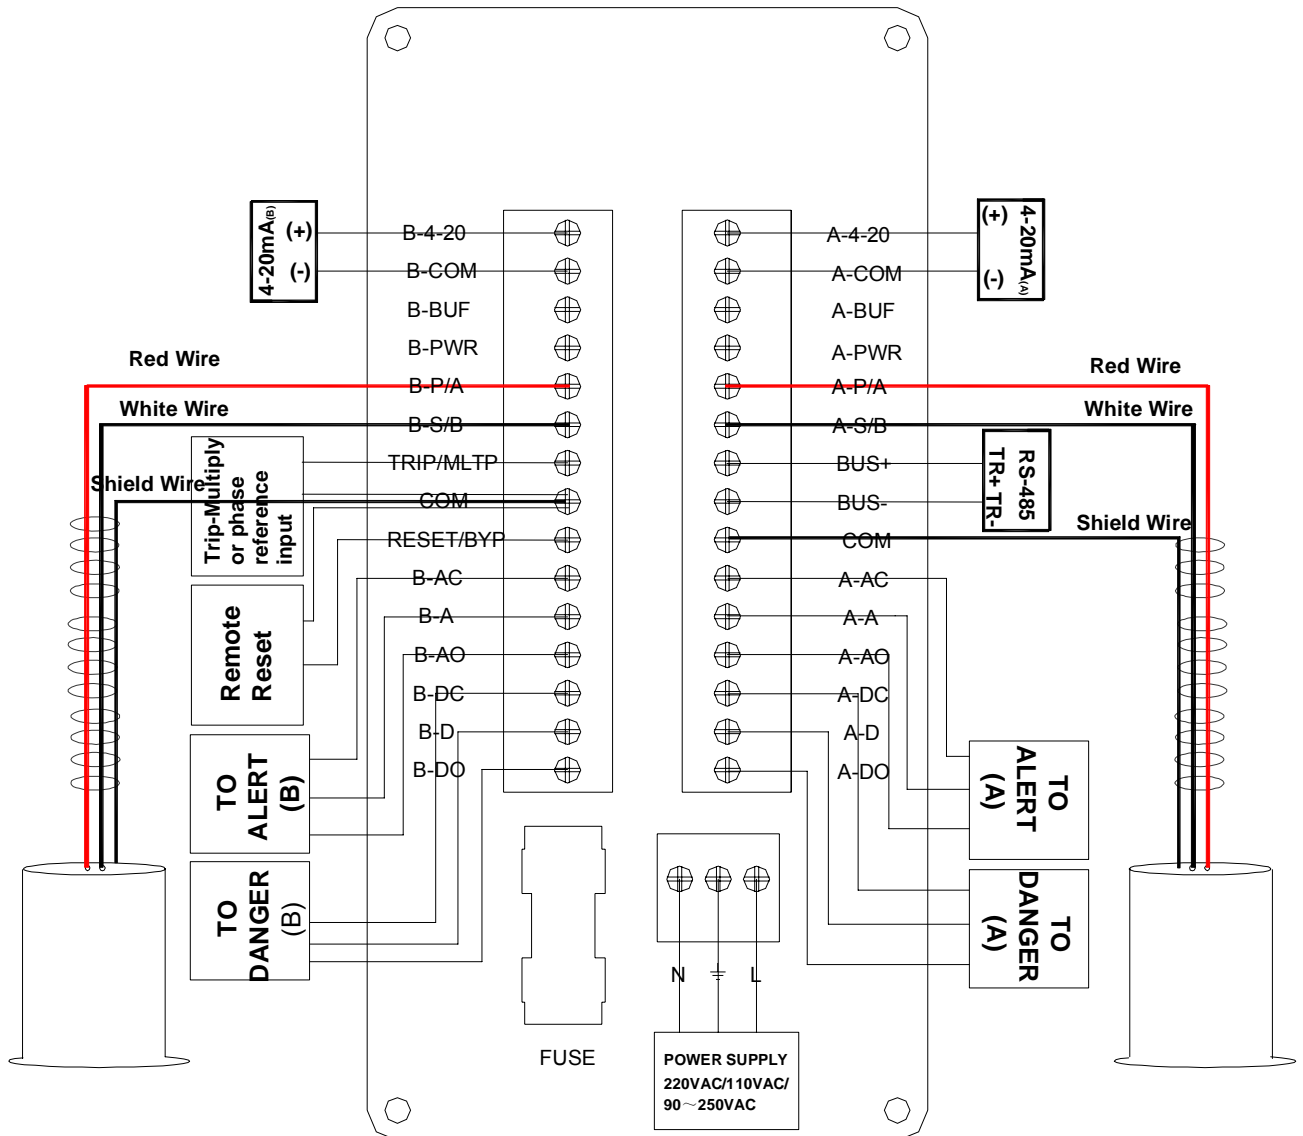 4-20mA(B)
(+)
(-)
B-4-20
B-COM
B-BUF
B-PWR
B-P/A
B-S/B
TRIP/MLTP
COM
RESET/BYP
B-AC
B-A
B-AO
B-DC
B-D
B-DO
Red Wire
White Wire
Shield Wire
Trip-Multiply
or phase
reference
input
Remote
Reset
TO
ALERT
(B)
TO
DANGER
(B)
A-4-20
A-COM
A-BUF
A-PWR
A-P/A
A-S/B
BUS+
BUS-
COM
A-AC
A-A
A-AO
A-DC
A-D
A-DO
4-20mA(A)
(+)
(-)
Red Wire
White Wire
RS-485
TR+ TR-
Shield Wire
TO
ALERT
(A)
TO
DANGER
(A)
FUSE
N
L
POWER SUPPLY
220VAC/110VAC/
90～250VAC